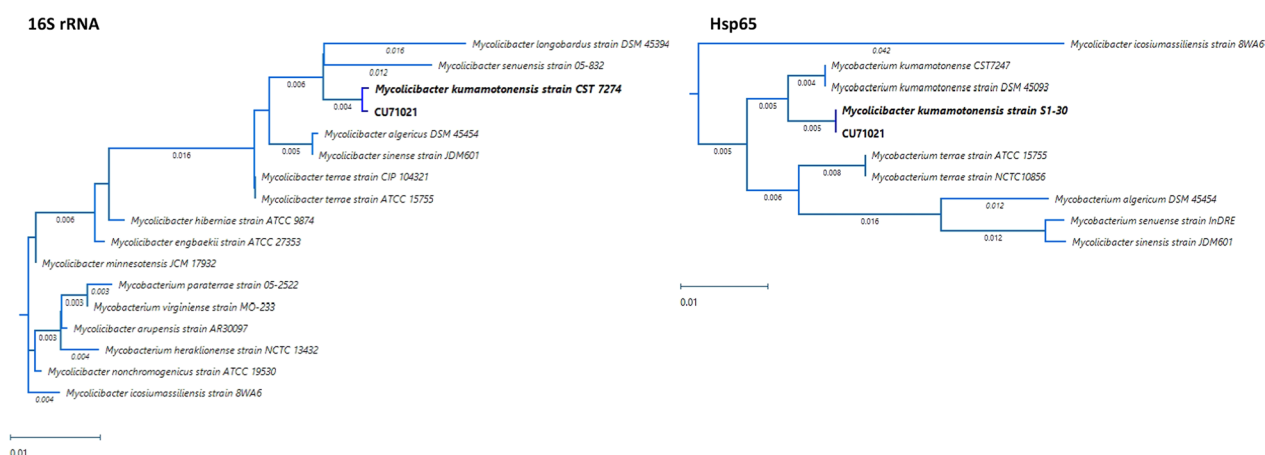 16S rRNA
0.016
Mycolicibacter longobardus strain DSM 45394
0.012
Mycolicibacter senuensis strain 05-832
0.006
Mycolicibacter kumamotonensis strain CST 7274
0.004
CU71021
Mycolicibacter algericus DSM 45454
0.005
Mycolicibacter sinense strain JDM601
0.016
Mycolicibacter terrae strain CIP 104321
Mycolicibacter terrae strain ATCC 15755
0.006
Mycolicibacter hiberniae strain ATCC 9874
Mycolicibacter engbaekii strain ATCC 27353
Mycolicibacter minnesotensis JCM 17932
Mycobacterium paraterrae strain 05-2522
0.003
0.003
Mycobacterium virginiense strain MO-233
Mycolicibacter arupensis strain AR30097
0.003
Mycobacterium heraklionense strain NCTC 13432
0.004
Mycolicibacter nonchromogenicus strain ATCC 19530
Mycolicibacter icosiumassiliensis strain 8WA6
0.004
0.01
Hsp65
Mycolicibacter icosiumassiliensis strain 8WA6
0.042
Mycobacterium kumamotonense CST7247
0.004
Mycobacterium kumamotonense strain DSM 45093
0.005
Mycolicibacter kumamotonensis strain S1-30
0.005
CU71021
0.005
Mycobacterium terrae strain ATCC 15755
0.008
Mycobacterium terrae strain NCTC10856
0.006
Mycobacterium algericum DSM 45454
0.012
0.016
Mycobacterium senuense strain InDRE
0.012
Mycolicibacter sinensis strain JDM601
0.01